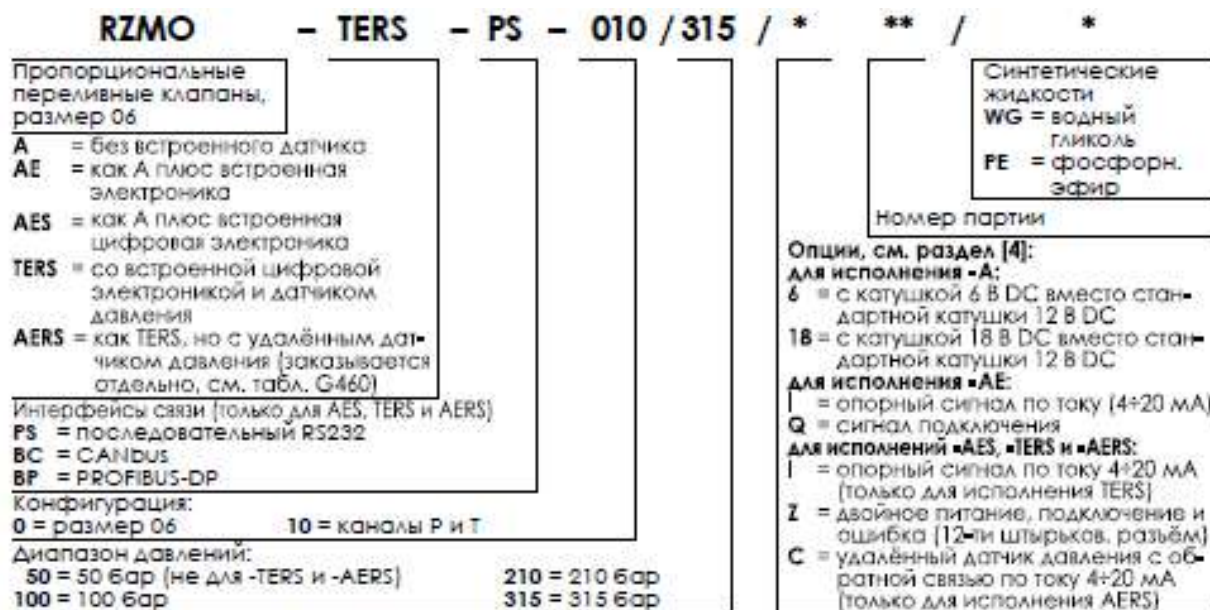 RZMO – TERS – PS – 010 / 315 / * ** / *
Пропорциональные
переливные клапаны,
размер 06
A = без встроенного датчика
AE = как А плюс встроенная
электроника
AES = как А плюс встроенная
цифровая электроника
TERS = со встроенной цифровой
электроникой и датчиком
давления
AERS = как TERS, но с удалённым дат-
чиком давления (заказывается
отдельно, см. табл. G460)
Интерфейсы связи (только для AES, TERS и AERS)
PS = последовательный RS232
BC = CANbus
BP = PROFIBUS-DP
Конфигурация:
0 = размер 06 10 = каналы P и T
Диапазон давлений:
50 = 50 бар (не для -TERS и -AERS) 210 = 210 бар
100 = 100 бар 315 = 315 бар
Синтетические
жидкости
WG = водный
гликоль
PE = фосфорн.
эфир
Номер партии
Опции, см. раздел [4]:
для исполнения -A:
6 = с катушкой 6 В DC вместо стан-
дартной катушки 12 В DC
18 = с катушкой 18 В DC вместо стан-
дартной катушки 12 В DC
для исполнения -AE:
I = опорный сигнал по току (4÷20 мА)
Q = сигнал подключения
для исполнений -AES, -TERS и -AERS:
I = опорный сигнал по току 4÷20 мА
(только для исполнения TERS)
Z = двойное питание, подключение и
ошибка (12-ти штырьков. разъём)
C = удалённый датчик давления с об-
ратной связью по току 4÷20 мА
(только для исполнения AERS)